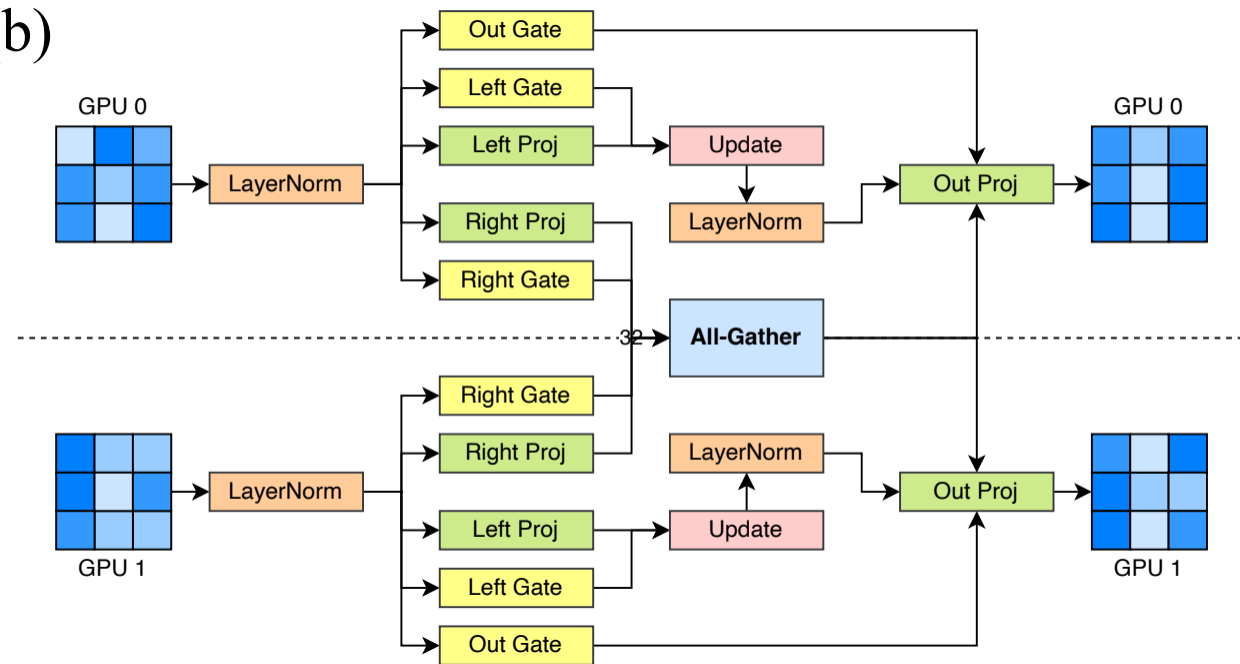 b)
Out Gate
Left Gate
GPU 0
GPU 0
Left Proj
Update
LayerNorm
Out Proj
Right Proj
LayerNorm
Right Gate
32
All-Gather
Right Gate
Right Proj
LayerNorm
LayerNorm
Out Proj
Left Proj
Update
GPU 1
GPU 1
Left Gate
Out Gate